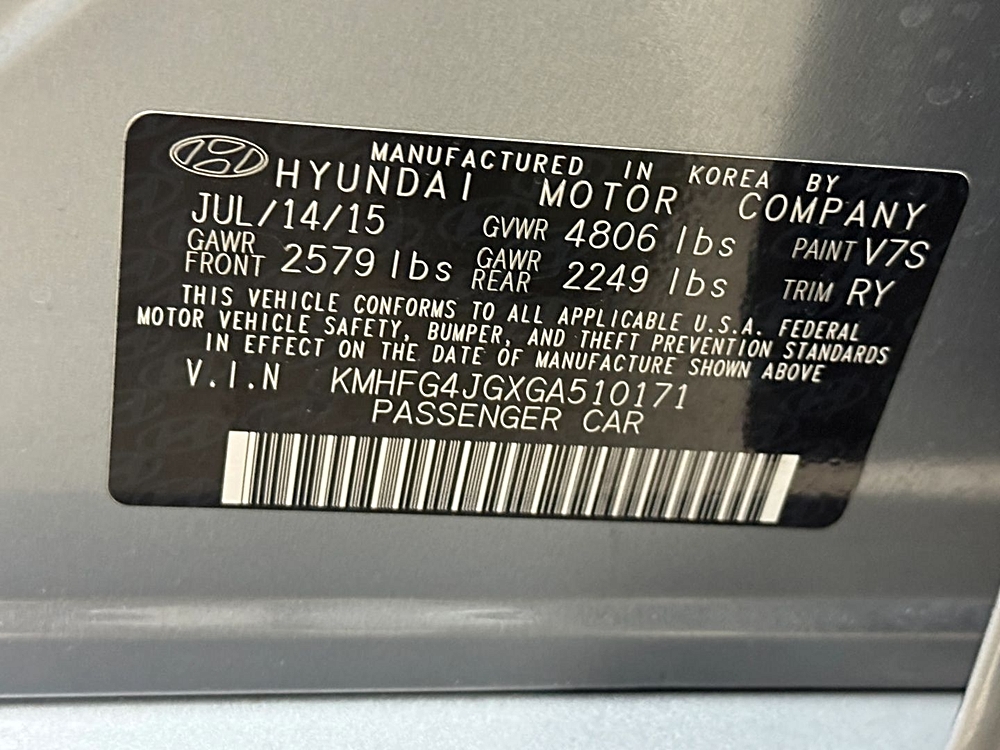 MANUFACTURED IN KOREA BY
HYUNDAI MOTOR COMPANY
JUL/14/15 GVWR 4806 lbs PAINT V7S
GAWR FRONT 2579 lbs GAWR REAR 2249 lbs TRIM RY
THIS VEHICLE CONFORMS TO ALL APPLICABLE U.S.A. FEDERAL
MOTOR VEHICLE SAFETY, BUMPER, AND THEFT PREVENTION STANDARDS
IN EFFECT ON THE DATE OF MANUFACTURE SHOWN ABOVE
V.I.N KMHFG4JGXGA510171
PASSENGER CAR